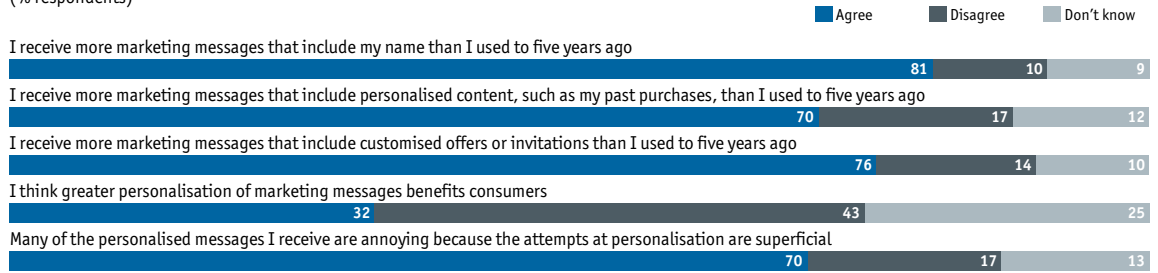 (% respondents)
Agree Disagree Don't know
I receive more marketing messages that include my name than I used to five years ago
81 10 9
I receive more marketing messages that include personalised content, such as my past purchases, than I used to five years ago
70 17 12
I receive more marketing messages that include customised offers or invitations than I used to five years ago
76 14 10
I think greater personalisation of marketing messages benefits consumers
32 43 25
Many of the personalised messages I receive are annoying because the attempts at personalisation are superficial
70 17 13